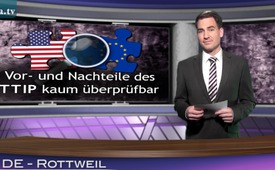 a.tv
Vor- und Nachteile des
TTIP kaum überprüfbar
DE - ROTTWEIL